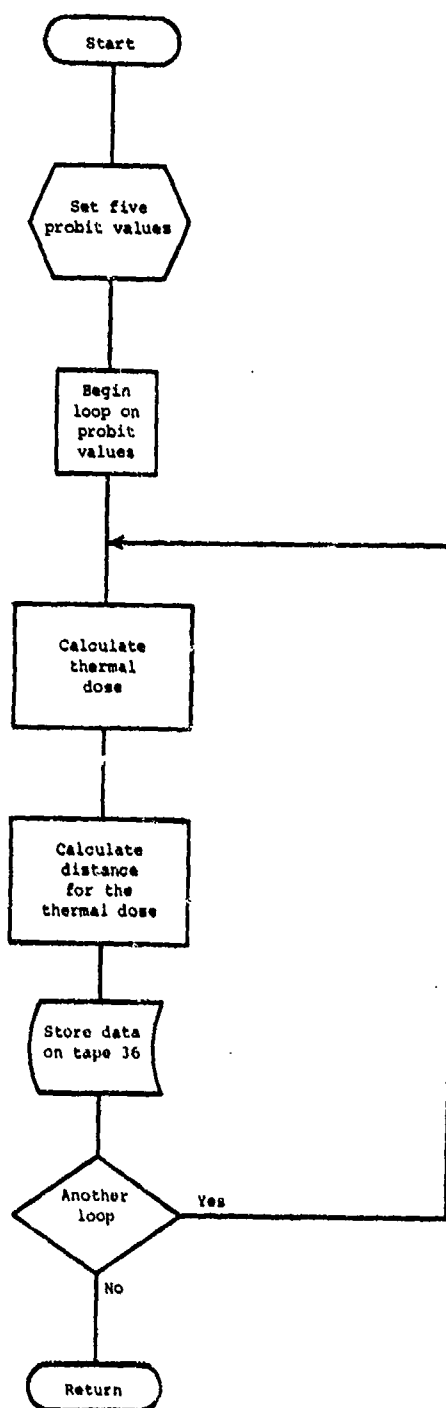 Start
Set five
probit values
Begin
loop on
probit
values
Calculate
thermal
dose
Calculate
distance
for the
thermal dose
Store data
on tape 36
Another
loop
Yes
No
Return